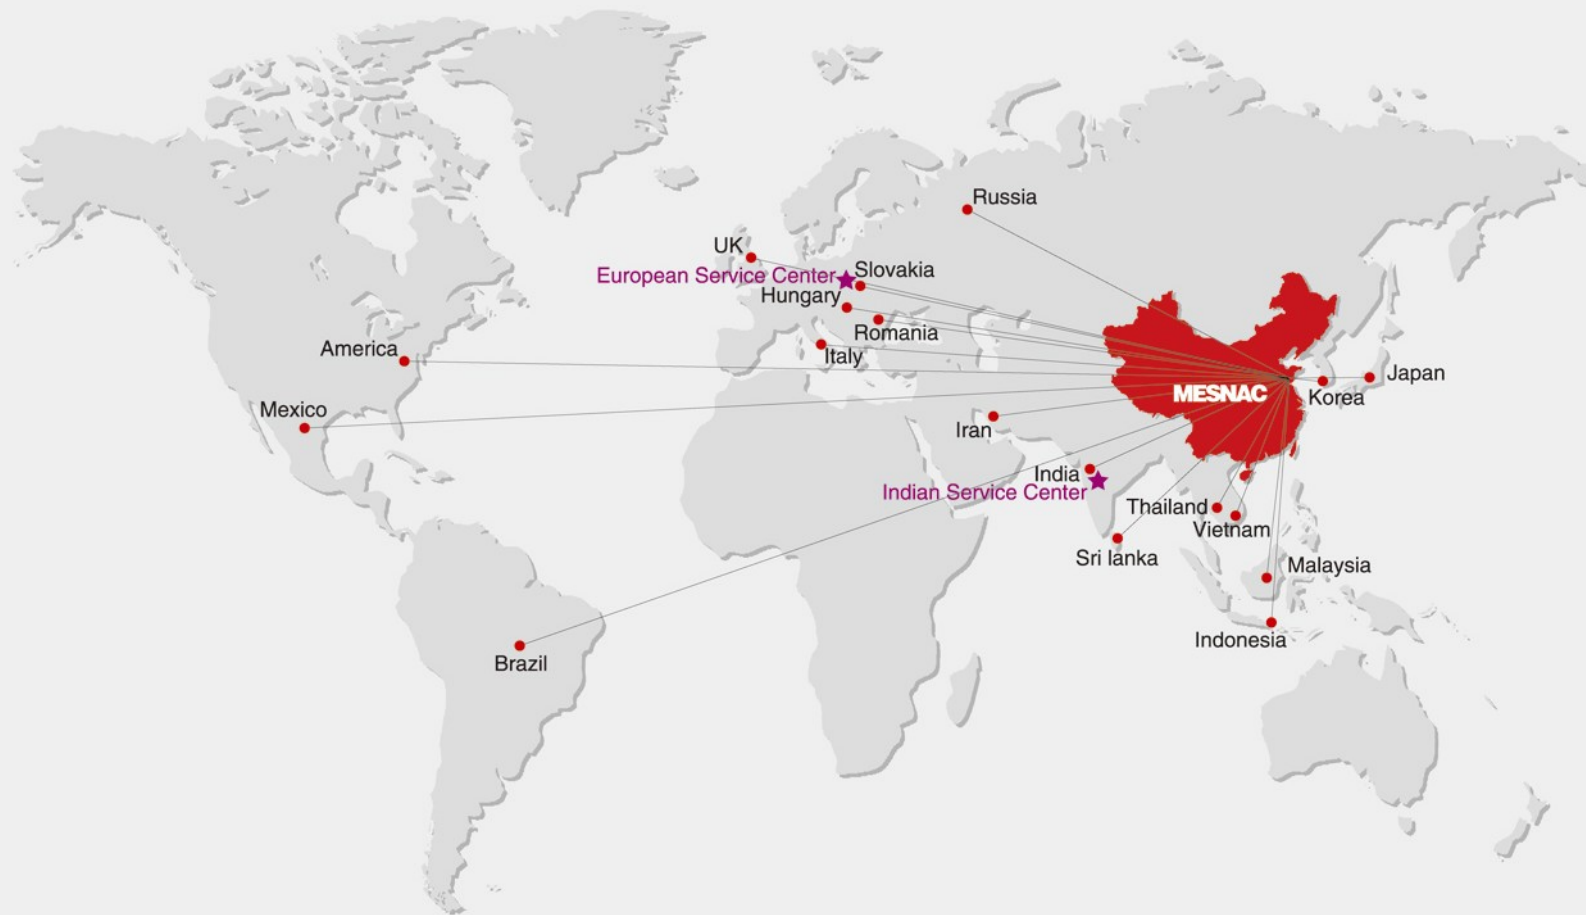 Russia
UK
European Service Center
Slovakia
Hungary
Romania
Italy
America
Mexico
MESNAC
Japan
Korea
Iran
India
Indian Service Center
Thailand
Vietnam
Sri lanka
Malaysia
Indonesia
Brazil